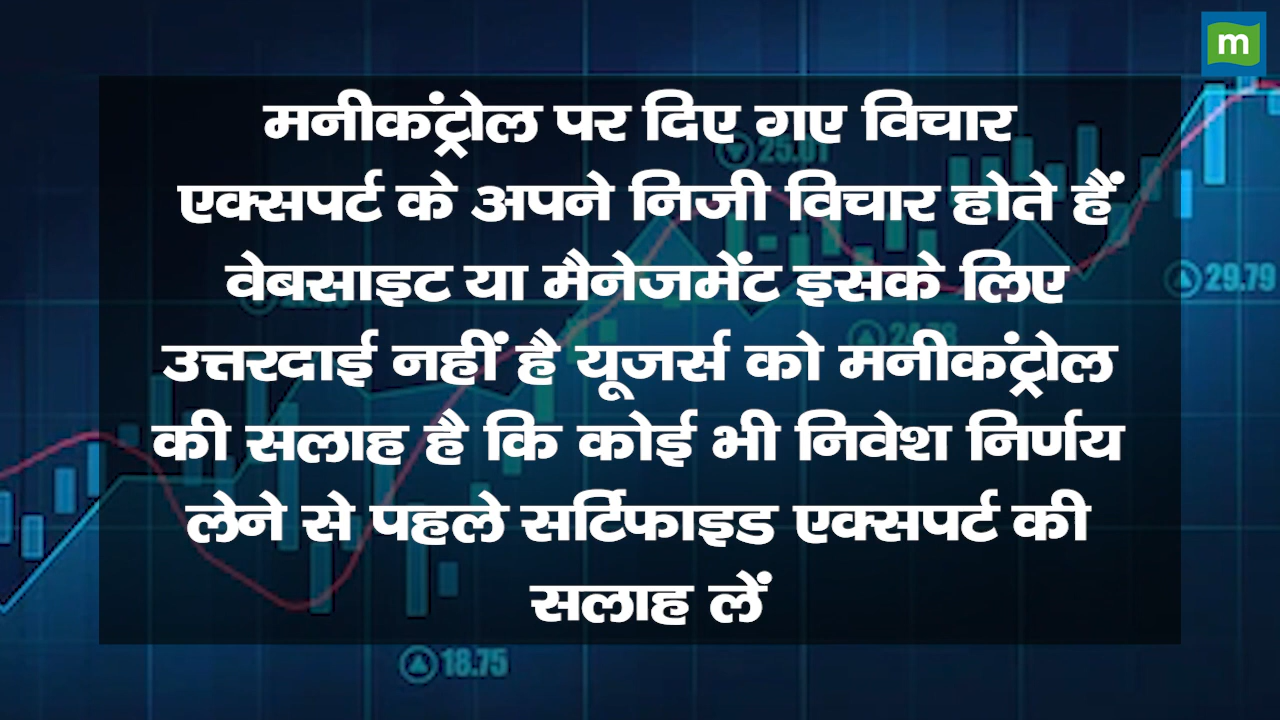 m
मनीकंट्रोल पर दिए गए विचार
एक्सपर्ट के अपने निजी विचार होते हैं
वेबसाइट या मैनेजमेंट इसके लिए
उत्तरदाई नहीं है यूजर्स को मनीकंट्रोल
की सलाह है कि कोई भी निवेश निर्णय
लेने से पहले सर्टिफाइड एक्सपर्ट की
सलाह लें
25.01
29.79
18.75